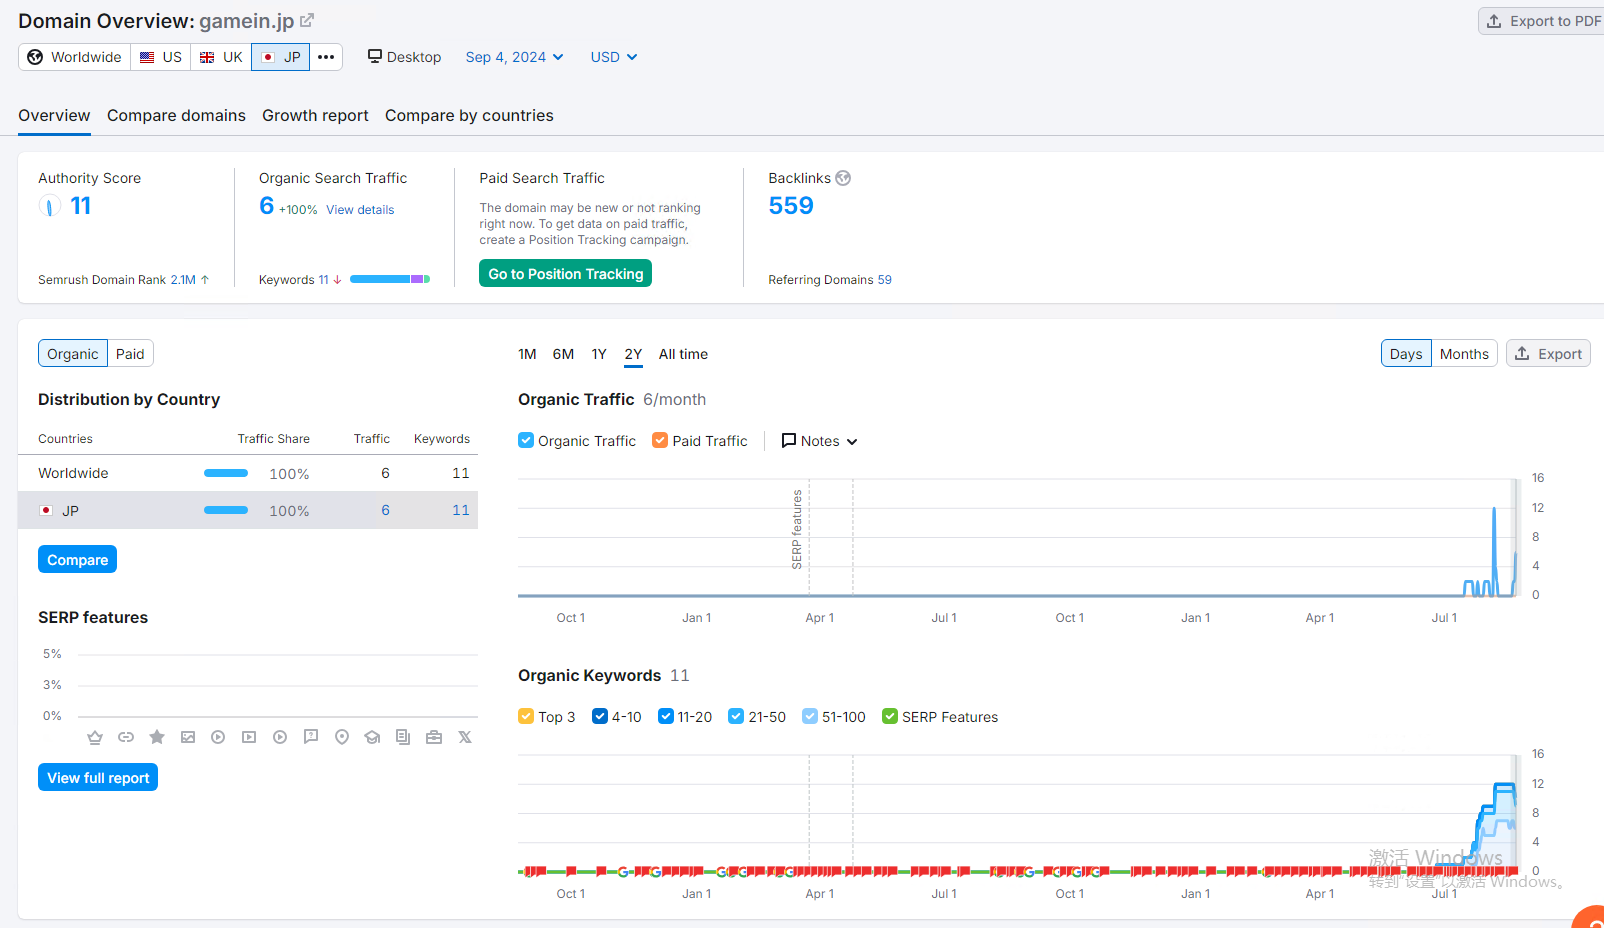 Domain Overview: gamein.jp
Export to PDF
Worldwide US UK JP ••• Desktop Sep 4, 2024 USD
Overview Compare domains Growth report Compare by countries
Authority Score
11
Semrush Domain Rank 2.1M ↑
Organic Search Traffic
6 +100% View details
Keywords 11 ↓
Paid Search Traffic
The domain may be new or not ranking
right now. To get data on paid traffic,
create a Position Tracking campaign.
Go to Position Tracking
Backlinks
559
Referring Domains 59
Organic Paid
Distribution by Country
Countries Traffic Share Traffic Keywords
Worldwide 100% 6 11
JP 100% 6 11
Compare
SERP features
5%
3%
0%
View full report
1M 6M 1Y 2Y All time
Days Months Export
Organic Traffic 6/month
Organic Traffic Paid Traffic Notes
SERP features
16
12
8
4
0
Oct 1 Jan 1 Apr 1 Jul 1 Oct 1 Jan 1 Apr 1 Jul 1
Organic Keywords 11
Top 3 4-10 11-20 21-50 51-100 SERP Features
16
12
8
4
0
Oct 1 Jan 1 Apr 1 Jul 1 Oct 1 Jan 1 Apr 1 Jul 1
激活 Windows
转到"设置"以激活 Windows。